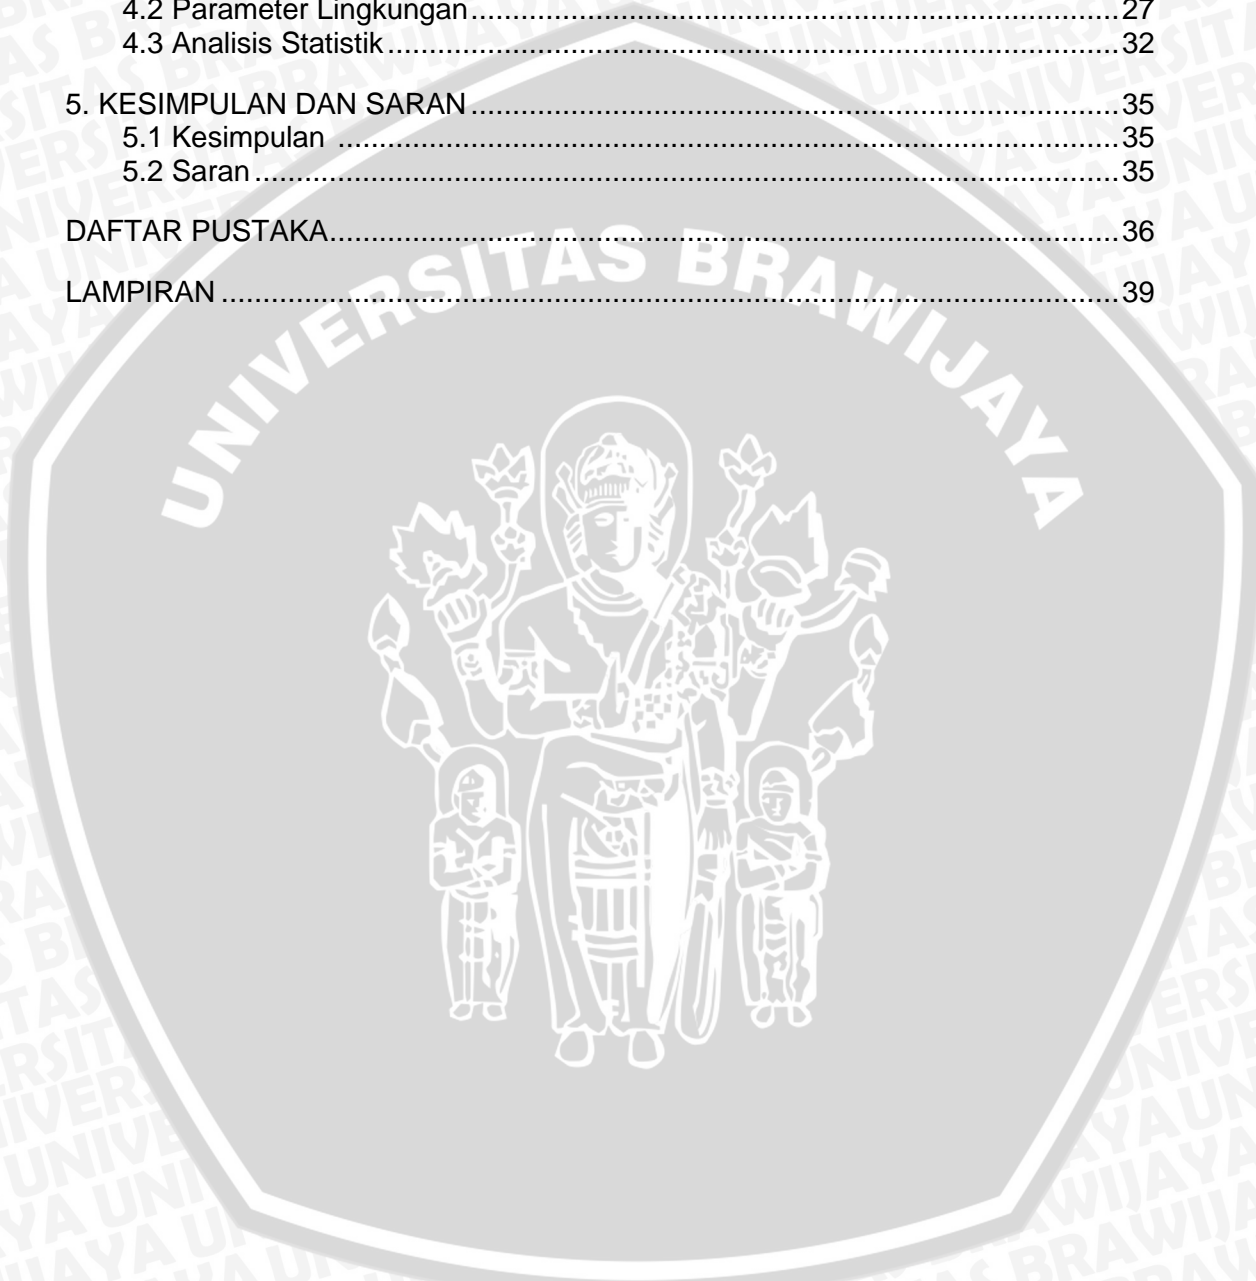 4.2 Parameter Lingkungan................................................................................27
4.3 Analisis Statistik..........................................................................................32
5. KESIMPULAN DAN SARAN................................................................................35
5.1 Kesimpulan ................................................................................................35
5.2 Saran..........................................................................................................35
DAFTAR PUSTAKA.................................................................................................36
LAMPIRAN..............................................................................................................39
UNIVERSITAS BRAWIJAYA